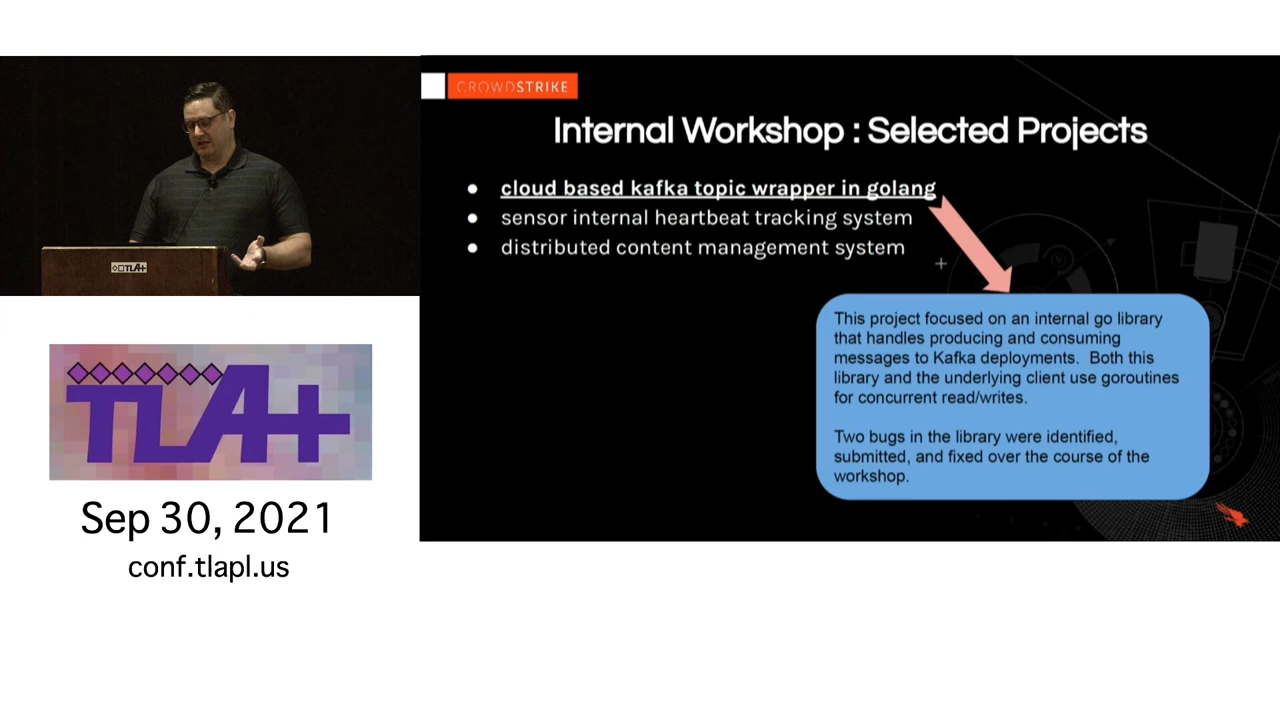 CROWDSTRIKE
Internal Workshop : Selected Projects
● cloud based kafka topic wrapper in golang
● sensor internal heartbeat tracking system
● distributed content management system
This project focused on an internal go library
that handles producing and consuming
messages to Kafka deployments. Both this
library and the underlying client use goroutines
for concurrent read/writes.
Two bugs in the library were identified,
submitted, and fixed over the course of the
workshop.
TLA+
TLA+
Sep 30, 2021
conf.tlapl.us